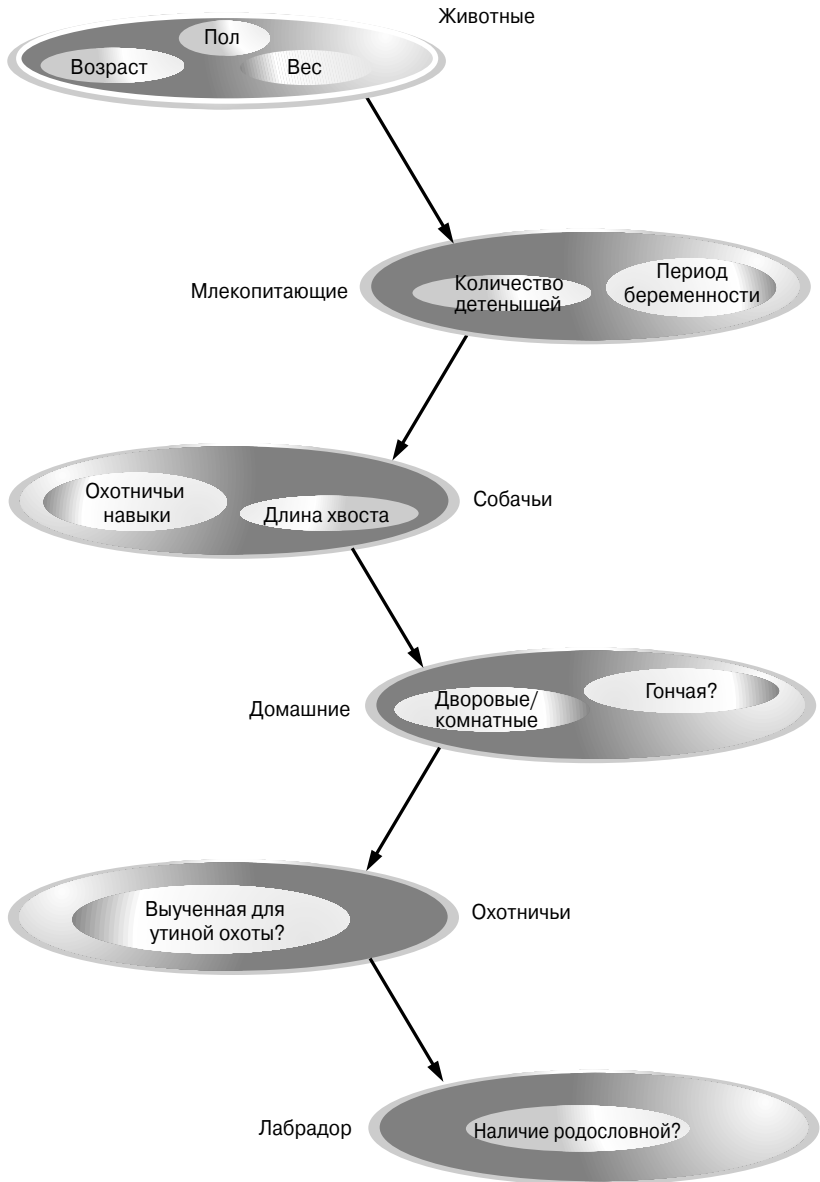 Животные
Пол
Возраст
Вес
Млекопитающие
Количество
детенышей
Период
беременности
Охотничьи
навыки
Длина хвоста
Собачьи
Домашние
Дворовые/
комнатные
Гончая?
Выученная для
утиной охоты?
Охотничьи
Лабрадор
Наличие родословной?